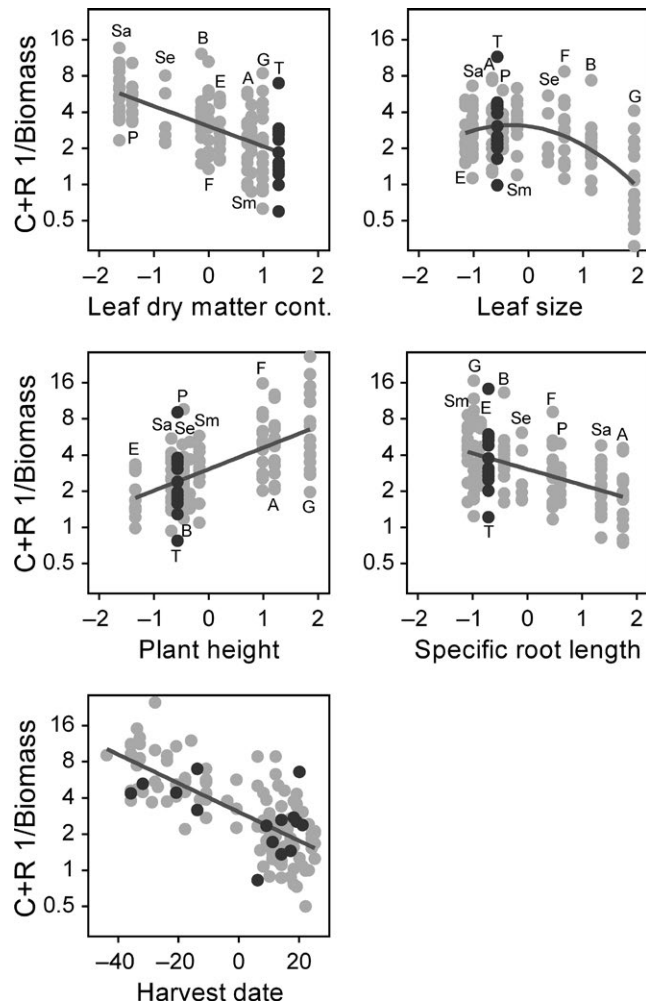 C+R 1/Biomass
16
8
4
2
1
0.5
Sa
Se
B
G
T
E
A
P
F
Sm
–2 –1 0 1 2
Leaf dry matter cont.
16
8
4
2
1
0.5
T
A
F
Sa
P
Se
B
G
E
Sm
–2 –1 0 1 2
Leaf size
C+R 1/Biomass
16
8
4
2
1
0.5
F
P
Sa
Sm
Se
E
B
A
G
T
–2 –1 0 1 2
Plant height
16
8
4
2
1
0.5
G
B
Sm
E
F
Se
P
Sa
A
T
–2 –1 0 1 2
Specific root length
C+R 1/Biomass
16
8
4
2
1
0.5
–40 –20 0 20
Harvest date